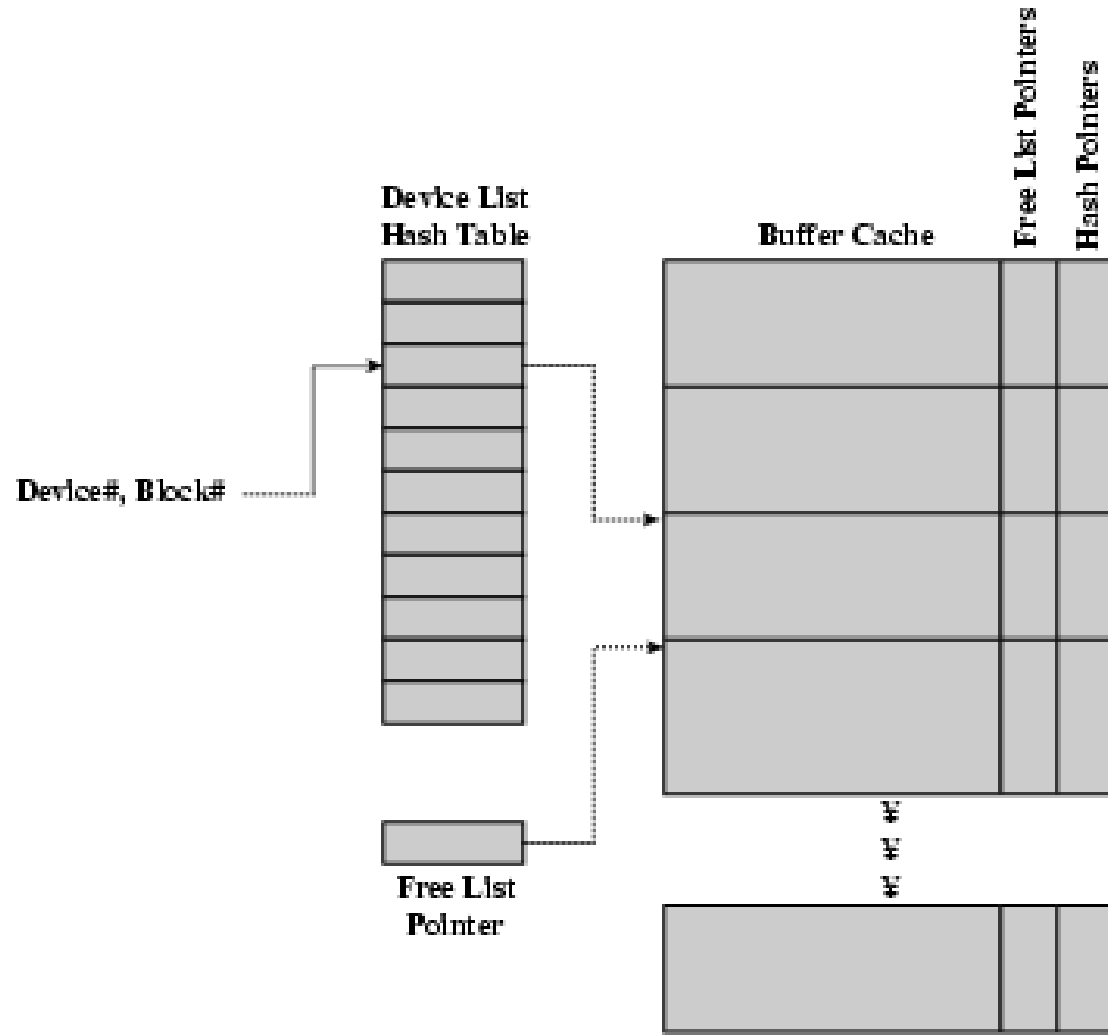 Free List Pointers
Hash Pointers
Device List
Hash Table
Buffer Cache
Device#, Block#
Free List
Pointer